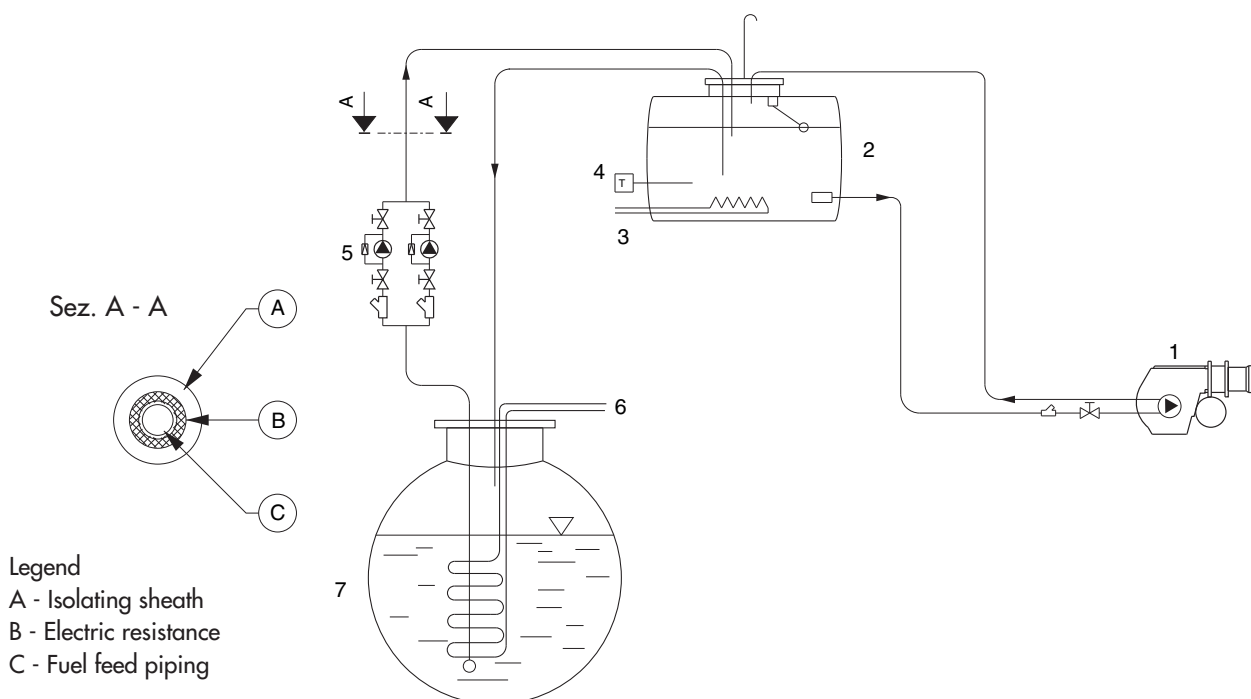 A A
2
4 T
3
5
Sez. A - A
A
1
B
6
C
7
Legend
A - Isolating sheath
B - Electric resistance
C - Fuel feed piping